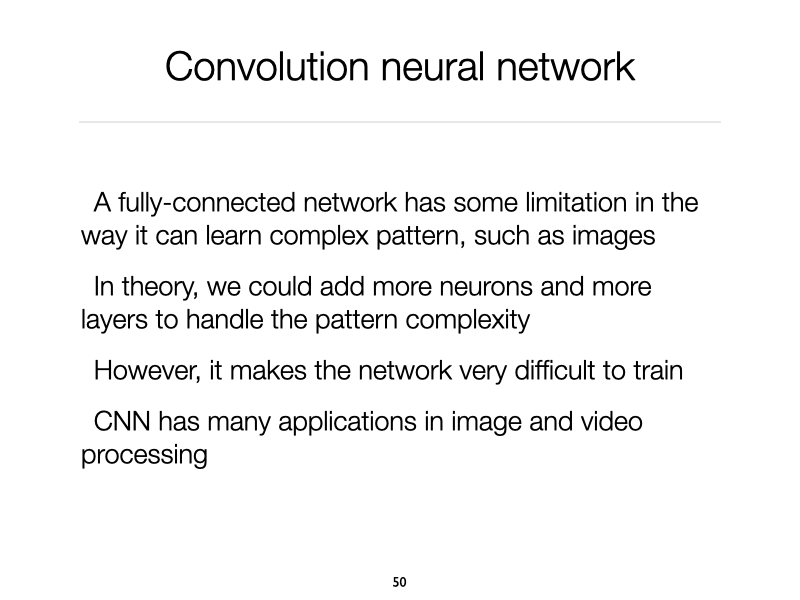 Convolution neural network
A fully-connected network has some limitation in the
way it can learn complex pattern, such as images
In theory, we could add more neurons and more
layers to handle the pattern complexity
However, it makes the network very difficult to train
CNN has many applications in image and video
processing
50